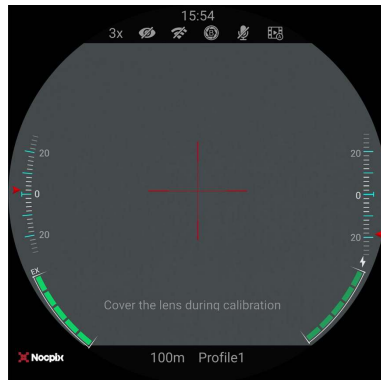 15:54
3x
B
20
20
0
0
20
20
EX
Cover the lens during calibration
Nocpix
100m Profile1